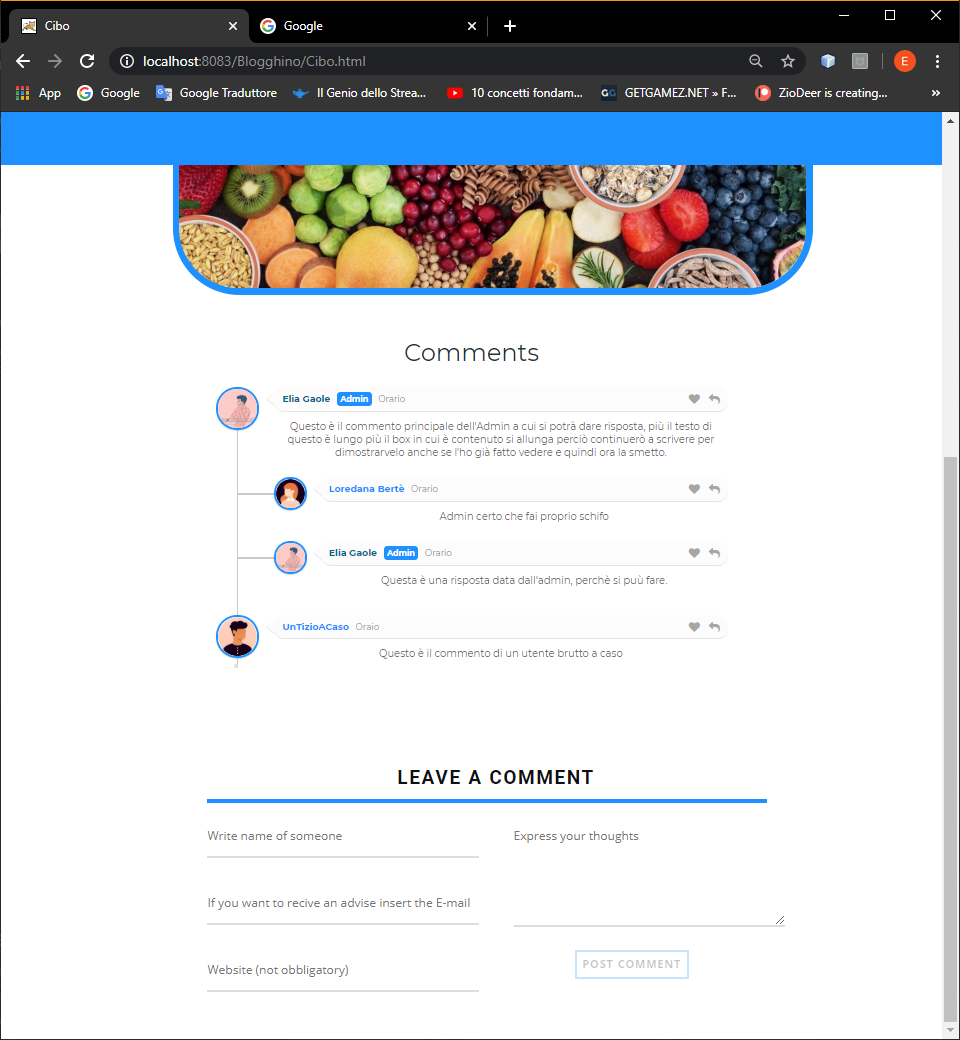 Cibo
Google
localhost:8083/Blogghino/Cibo.html
E
App
Google
Google Traduttore
Il Genio dello Strea...
10 concetti fondam...
GG
GETGAMEZ.NET » F...
ZioDeer is creating...
»
Comments
Elia Gaole Admin Orario
Questo è il commento principale dell'Admin a cui si potrà dare risposta, più il testo di
questo è lungo più il box in cui è contenuto si allunga perciò continuerò a scrivere per
dimostrarvelo anche se l'ho già fatto vedere e quindi ora la smetto.
Loredana Bertè Orario
Admin certo che fai proprio schifo
Elia Gaole Admin Orario
Questa è una risposta data dall'admin, perchè si puù fare.
UnTizioACaso Oraio
Questo è il commento di un utente brutto a caso
LEAVE A COMMENT
Write name of someone
Express your thoughts
If you want to recive an advise insert the E-mail
Website (not obbligatory)
POST COMMENT